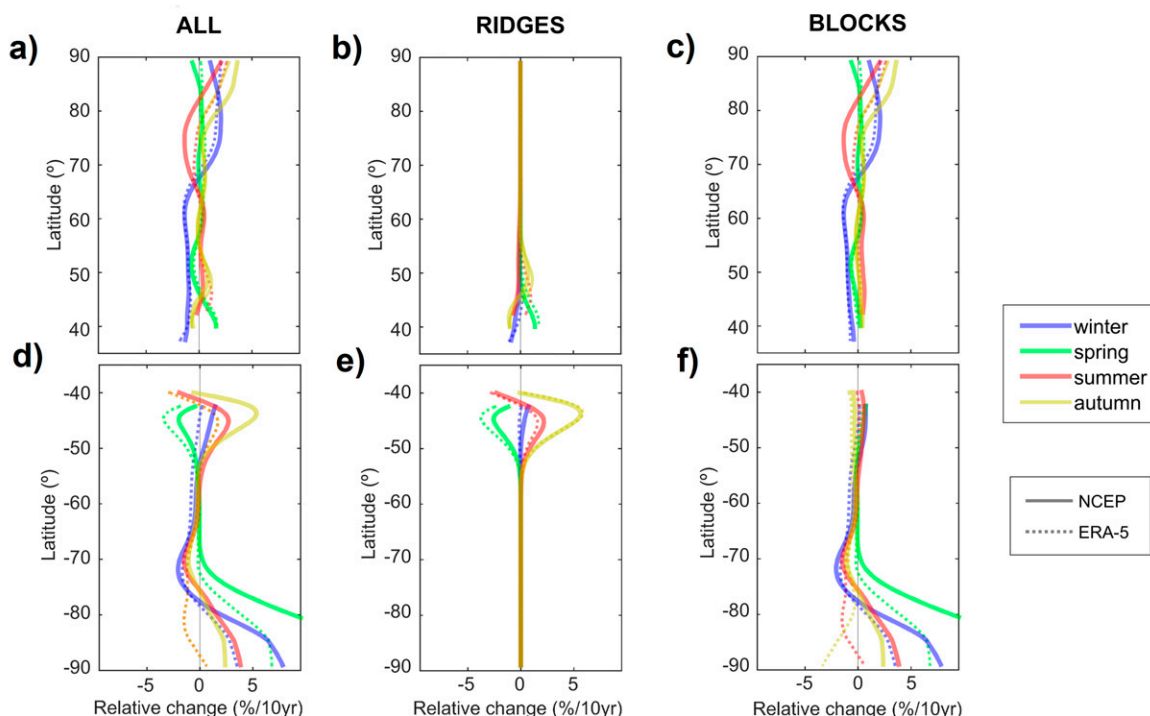 ALL
RIDGES
BLOCKS
a)
b)
c)
90
80
70
60
50
40
Latitude (º)
90
80
70
60
50
40
Latitude (º)
90
80
70
60
50
40
Latitude (º)
winter
spring
summer
autumn
NCEP
ERA-5
d)
e)
f)
-40
-50
-60
-70
-80
-90
Latitude (º)
-5 0 5
Relative change (%/10yr)
-40
-50
-60
-70
-80
-90
Latitude (º)
-5 0 5
Relative change (%/10yr)
-40
-50
-60
-70
-80
-90
Latitude (º)
-5 0 5
Relative change (%/10yr)